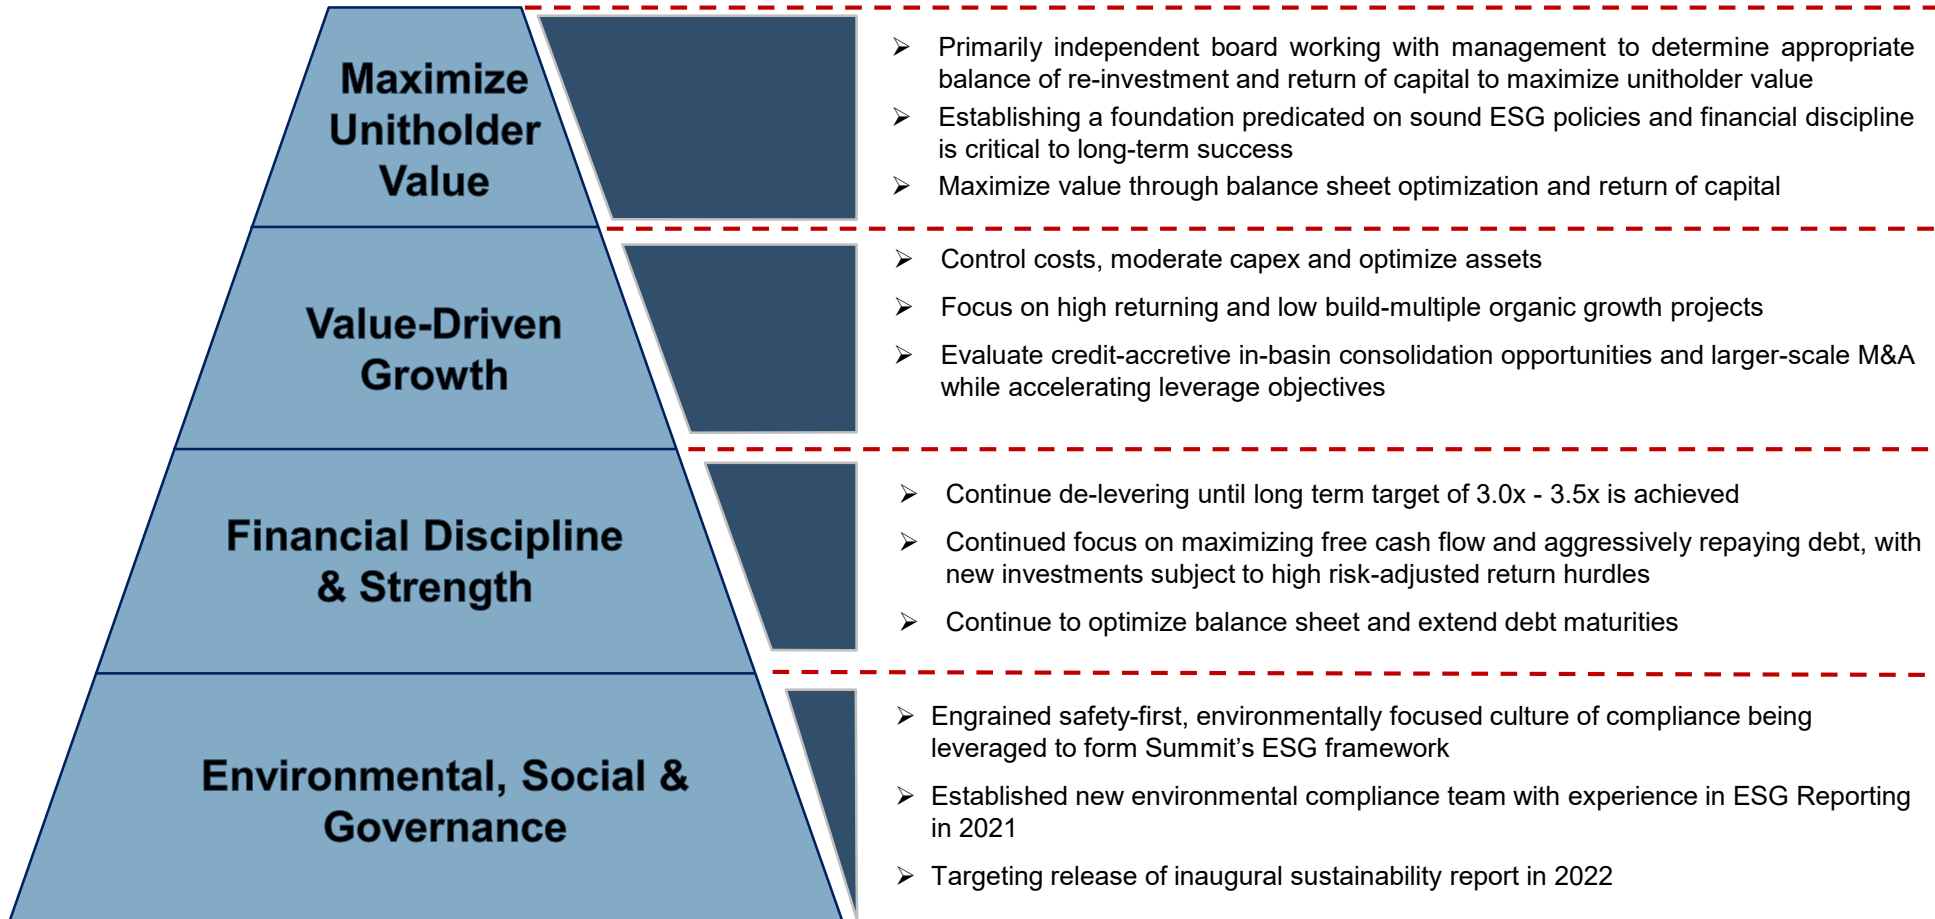 Maximize
Unitholder
Value
➢ Primarily independent board working with management to determine appropriate
balance of re-investment and return of capital to maximize unitholder value
➢ Establishing a foundation predicated on sound ESG policies and financial discipline
is critical to long-term success
➢ Maximize value through balance sheet optimization and return of capital
Value-Driven
Growth
➢ Control costs, moderate capex and optimize assets
➢ Focus on high returning and low build-multiple organic growth projects
➢ Evaluate credit-accretive in-basin consolidation opportunities and larger-scale M&A
while accelerating leverage objectives
Financial Discipline
& Strength
➢ Continue de-levering until long term target of 3.0x - 3.5x is achieved
➢ Continued focus on maximizing free cash flow and aggressively repaying debt, with
new investments subject to high risk-adjusted return hurdles
➢ Continue to optimize balance sheet and extend debt maturities
Environmental, Social &
Governance
➢ Engrained safety-first, environmentally focused culture of compliance being
leveraged to form Summit's ESG framework
➢ Established new environmental compliance team with experience in ESG Reporting
in 2021
➢ Targeting release of inaugural sustainability report in 2022